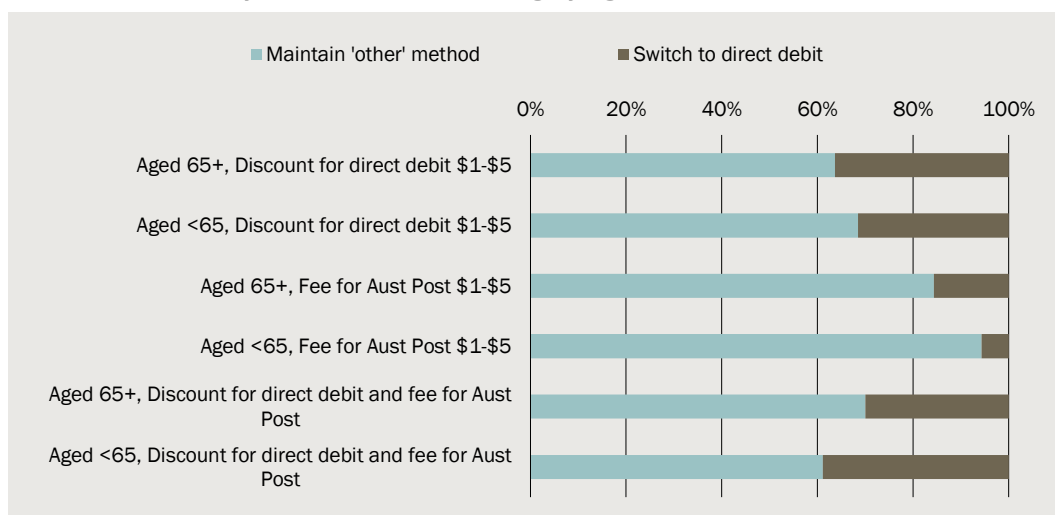 Maintain 'other' method
Switch to direct debit
0% 20% 40% 60% 80% 100%
Aged 65+, Discount for direct debit $1-$5
Aged <65, Discount for direct debit $1-$5
Aged 65+, Fee for Aust Post $1-$5
Aged <65, Fee for Aust Post $1-$5
Aged 65+, Discount for direct debit and fee for Aust
Post
Aged <65, Discount for direct debit and fee for Aust
Post